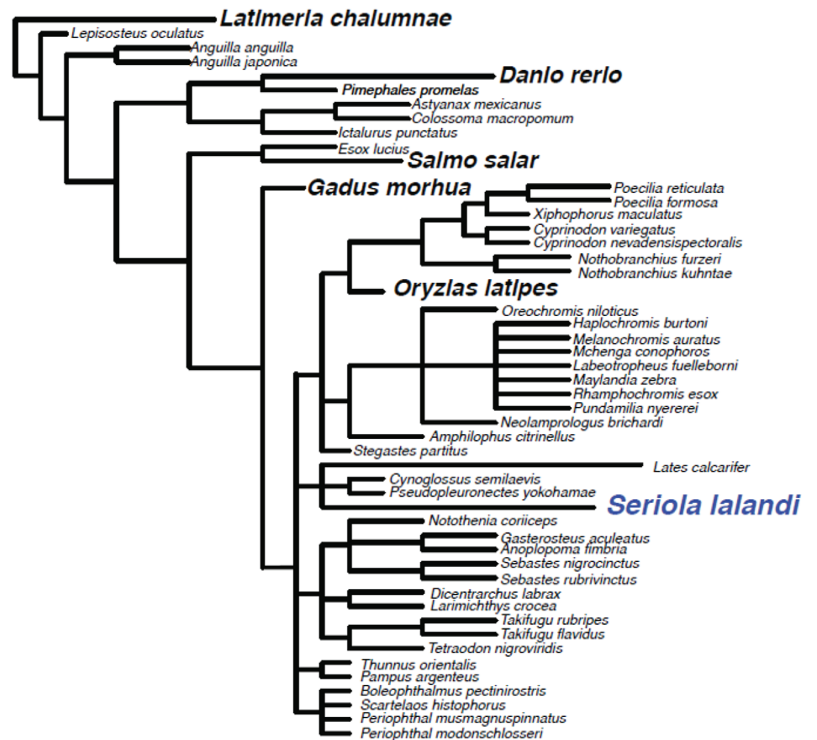 Latimeria chalumnae
Lepisosteus oculatus
Anguilla anguilla
Anguilla japonica
Danio rerio
Pimephales promelas
Astyanax mexicanus
Colossoma macropomum
Ictalurus punctatus
Esox lucius
Salmo salar
Gadus morhua
Poecilia reticulata
Poecilia formosa
Xiphophorus maculatus
Cyprinodon variegatus
Cyprinodon nevadensispectoralis
Nothobranchius furzeri
Nothobranchius kuhntae
Oryzias latipes
Oreochromis niloticus
Haplochromis burtoni
Melanochromis auratus
Mchenga conophoros
Labeotropheus fuelleborni
Maylandia zebra
Rhamphochromis esox
Pundamilia nyererei
Neolamprologus brichardi
Amphilophus citrinellus
Stegastes partitus
Lates calcarifer
Cynoglossus semilaevis
Pseudopleuronectes yokohamae
Seriola lalandi
Notothenia coriiceps
Gasterosteus aculeatus
Anoplopoma fimbria
Sebastes nigrocinctus
Sebastes rubrivinctus
Dicentrarchus labrax
Larimichthys crocea
Takifugu rubripes
Takifugu flavidus
Tetraodon nigroviridis
Thunnus orientalis
Pampus argenteus
Boleophthalmus pectinirostris
Scartelaos histophorus
Periophthal musmagnuspinnatus
Periophthal modonschlosseri